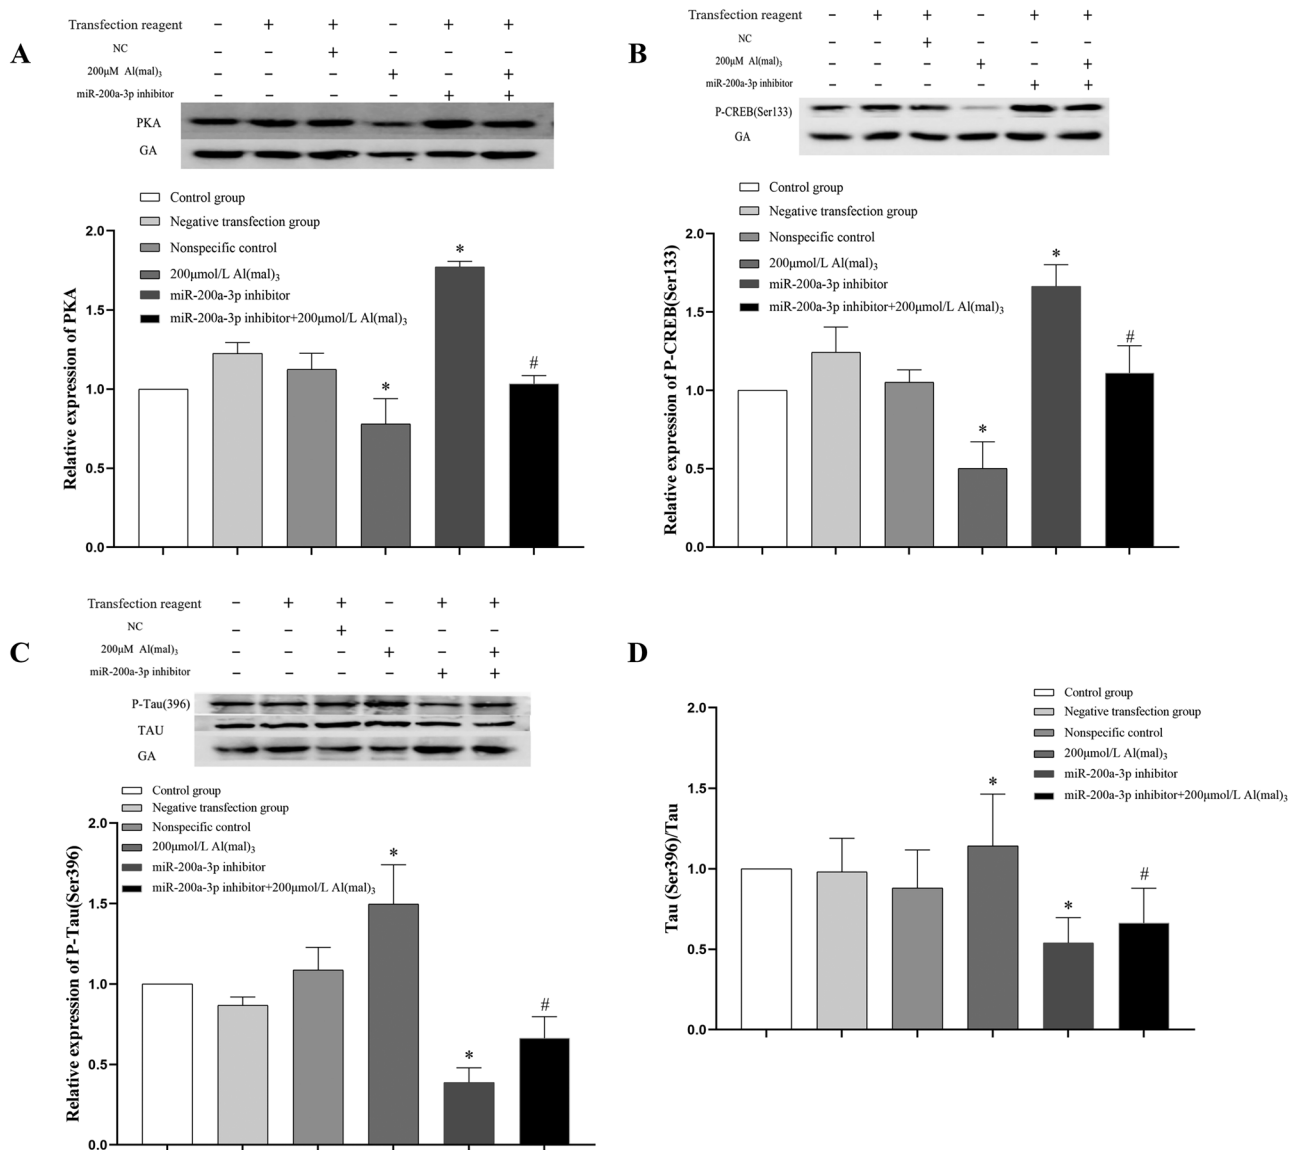 A
Transfection reagent − + + − + +
NC − − + − − −
200μM Al(mal)3 − − − + − +
miR-200a-3p inhibitor − − − − + +
PKA
GA
Control group
Negative transfection group
Nonspecific control
200μmol/L Al(mal)3
miR-200a-3p inhibitor
miR-200a-3p inhibitor+200μmol/L Al(mal)3
Relative expression of PKA
2.0
1.5
1.0
0.5
0.0
* * #
B
Transfection reagent − + + − + +
NC − − + − − −
200μM Al(mal)3 − − − + − +
miR-200a-3p inhibitor − − − − + +
P-CREB(Ser133)
GA
Control group
Negative transfection group
Nonspecific control
200μmol/L Al(mal)3
miR-200a-3p inhibitor
miR-200a-3p inhibitor+200μmol/L Al(mal)3
Relative expression of P-CREB(Ser133)
2.0
1.5
1.0
0.5
0.0
* * #
C
Transfection reagent − + + − + +
NC − − + − − −
200μM Al(mal)3 − − − + − +
miR-200a-3p inhibitor − − − − + +
P-Tau(396)
TAU
GA
Control group
Negative transfection group
Nonspecific control
200μmol/L Al(mal)3
miR-200a-3p inhibitor
miR-200a-3p inhibitor+200μmol/L Al(mal)3
Relative expression of P-Tau(Ser396)
2.0
1.5
1.0
0.5
0.0
* * #
D
Control group
Negative transfection group
Nonspecific control
200μmol/L Al(mal)3
miR-200a-3p inhibitor
miR-200a-3p inhibitor+200μmol/L Al(mal)3
Tau (Ser396)/Tau
2.0
1.5
1.0
0.5
0.0
* * #